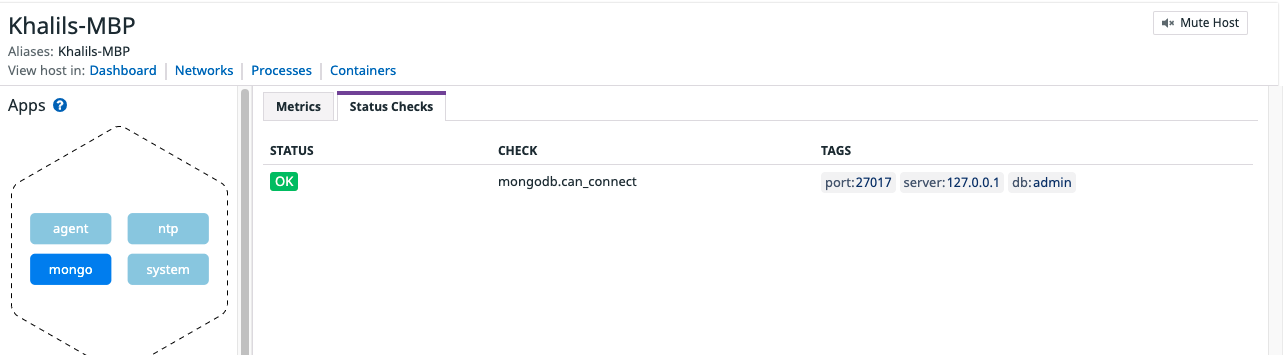 Khalils-MBP
Mute Host
Aliases: Khalils-MBP
View host in: Dashboard Networks Processes Containers
Apps ?
agent ntp
mongo system
Metrics Status Checks
STATUS CHECK TAGS
OK mongodb.can_connect port:27017 server:127.0.0.1 db:admin